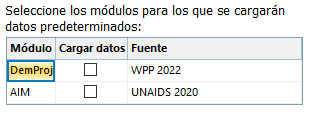 Seleccione los módulos para los que se cargarán
datos predeterminados:
Módulo Cargar datos Fuente
DemProj WPP 2022
AIM UNAIDS 2020